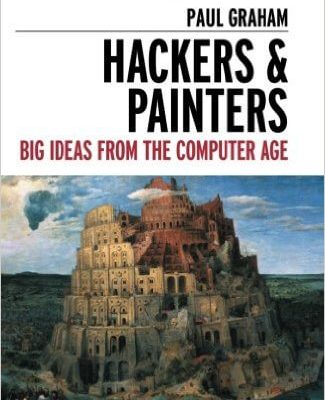 PAUL GRAHAM
HACKERS &
PAINTERS
BIG IDEAS FROM THE COMPUTER AGE